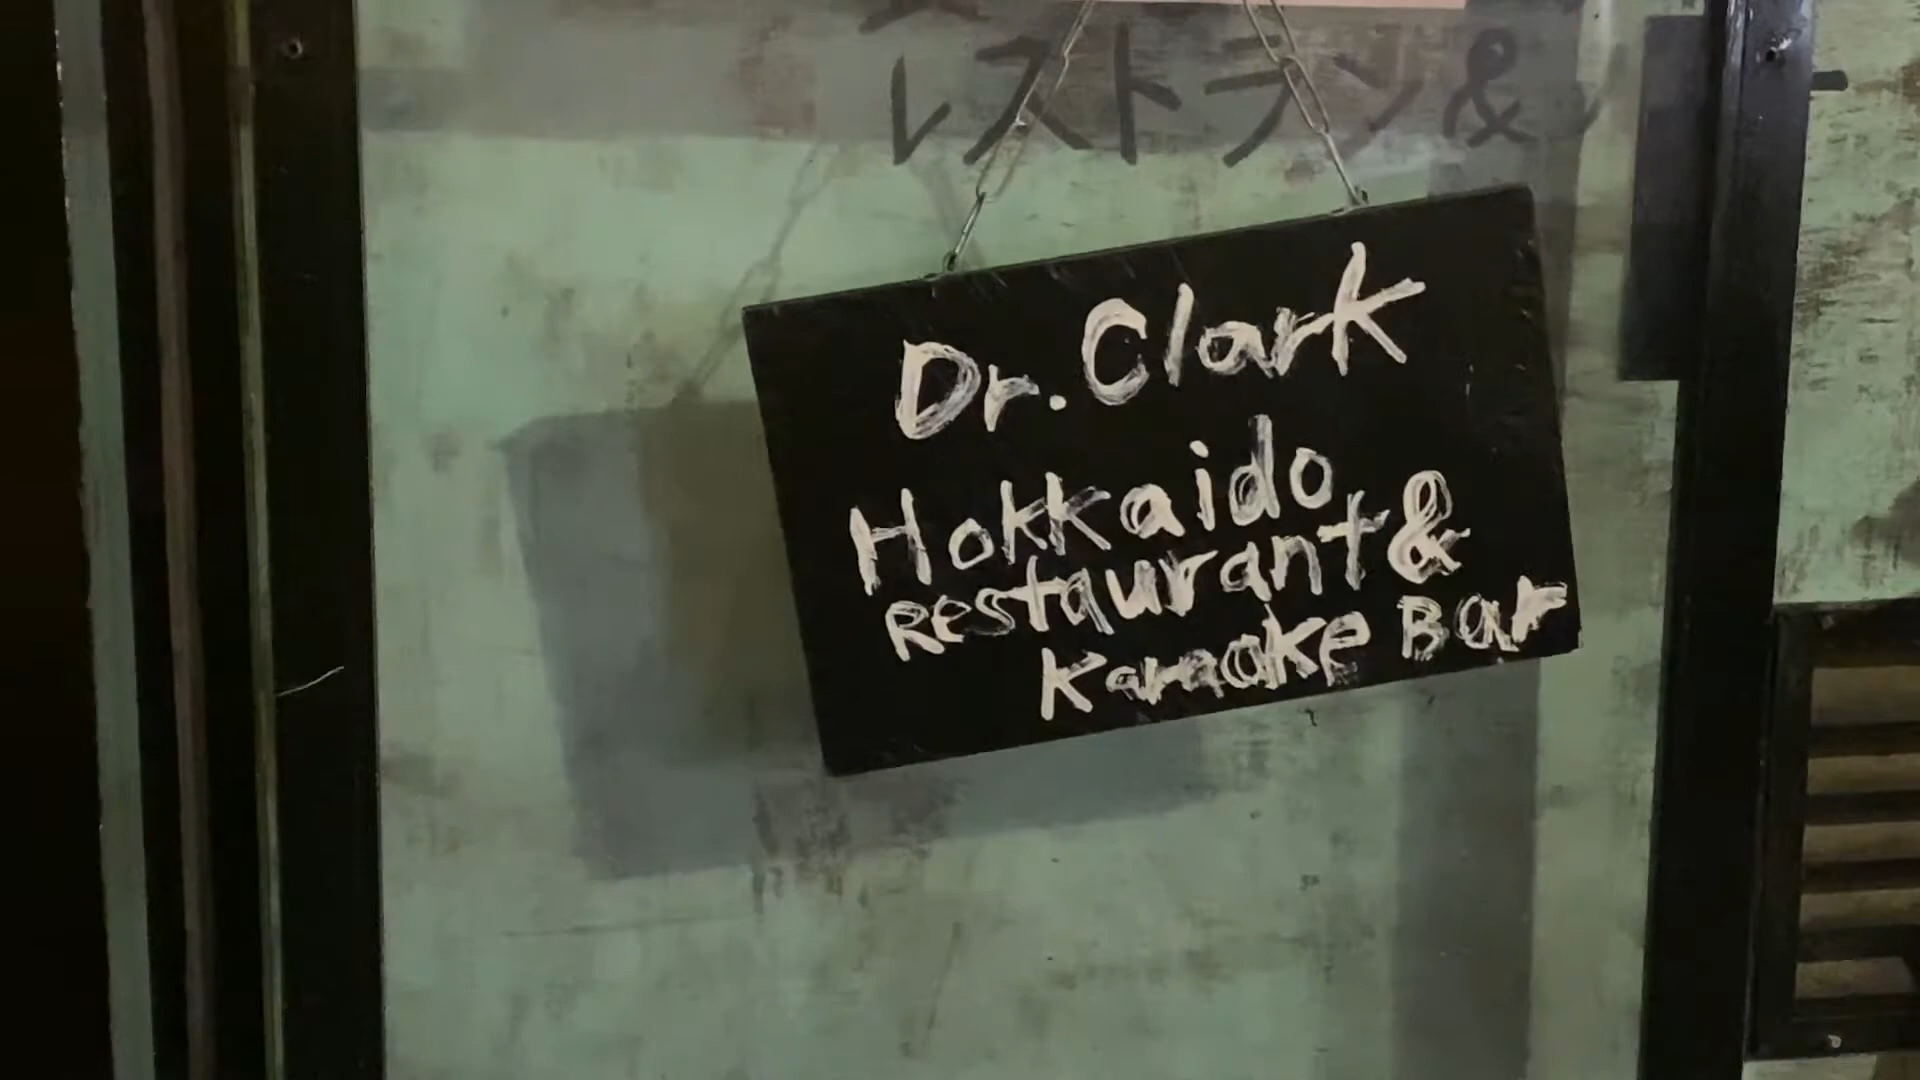 レストラン&
Dr. Clark
Hokkaido
Restaurant &
Karaoke Bar